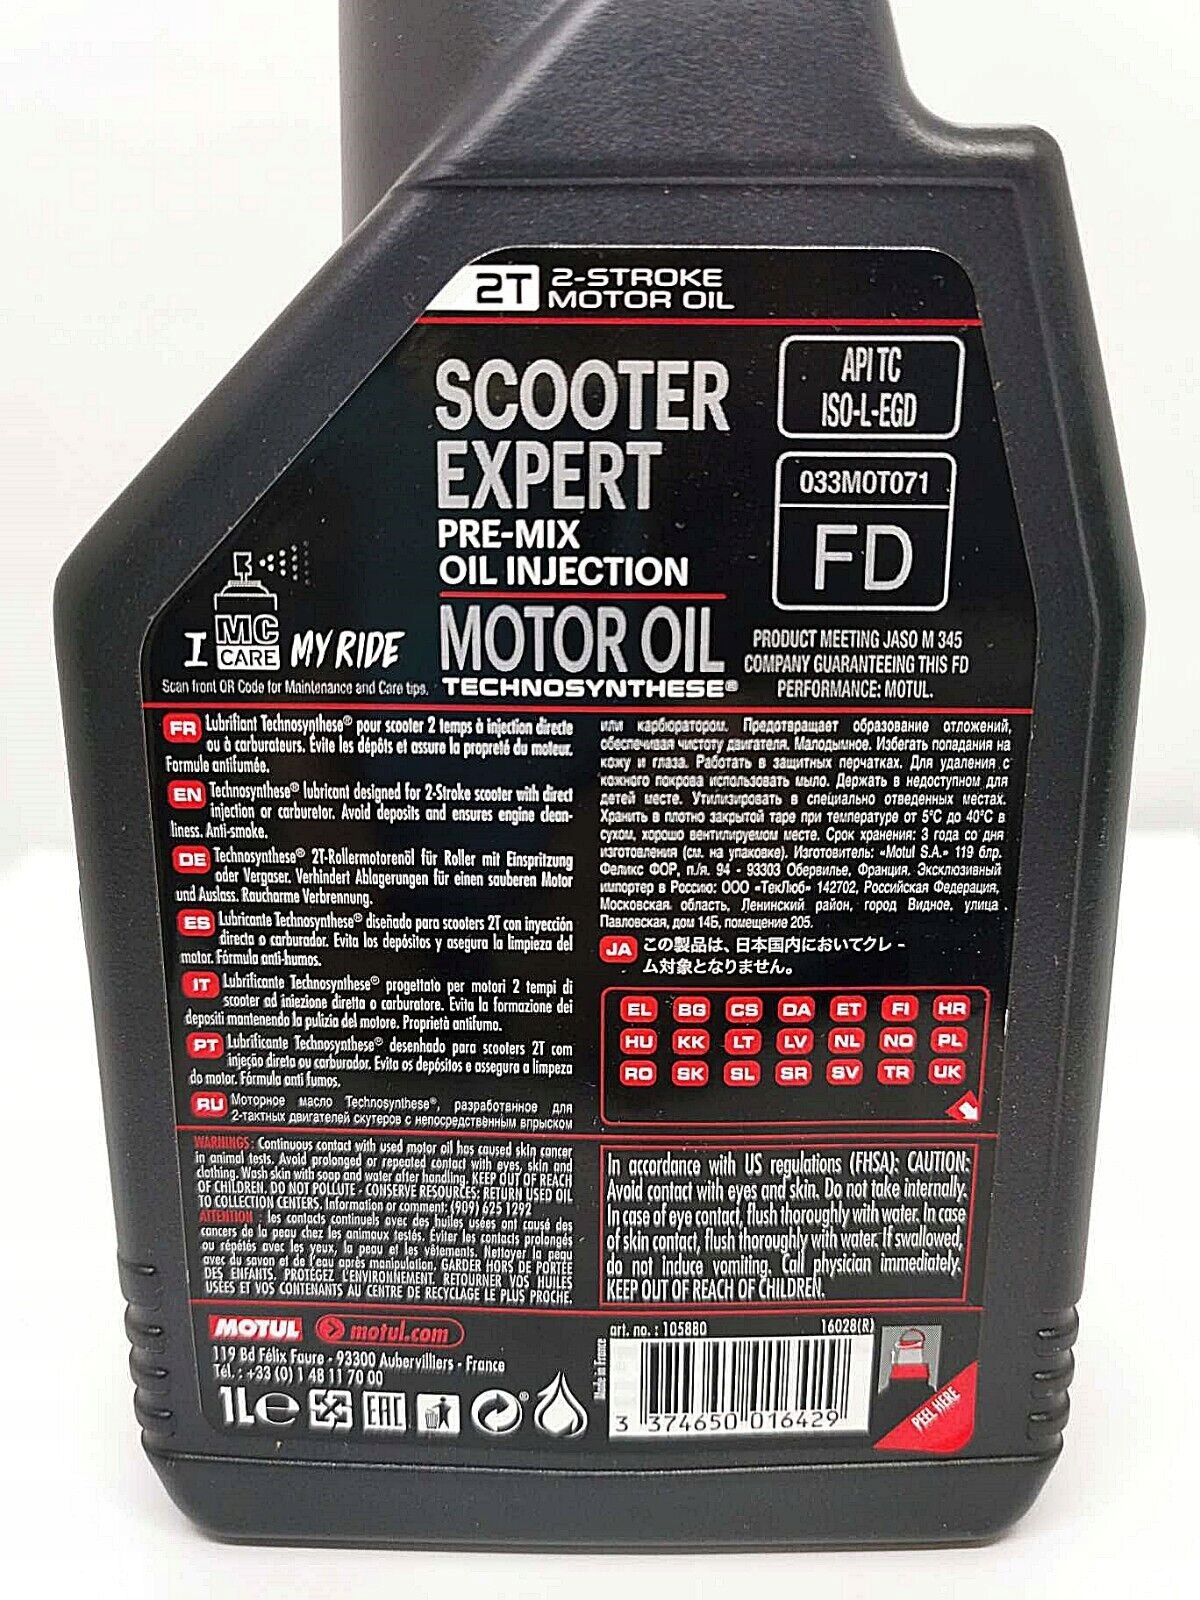 2T 2-STROKE
MOTOR OIL
SCOOTER
EXPERT
PRE-MIX
OIL INJECTION
MOTOR OIL
TECHNOSYNTHESE®
API TC
ISO-L-EGD
033MOT071
FD
PRODUCT MEETING JASO M 345
COMPANY GUARANTEEING THIS FD
PERFORMANCE: MOTUL.
I MC CARE MY RIDE
Scan front QR Code for Maintenance and Care tips.
FR Lubrifiant Technosynthese® pour scooter 2 temps à injection directe
ou à carburateurs. Évite les dépôts et assure la propreté du moteur.
Formule antifumée.
EN Technosynthese® lubricant designed for 2-Stroke scooter with direct
injection or carburetor. Avoid deposits and ensures engine clean-
liness. Anti-smoke.
DE Technosynthese® 2T-Rollermotorenöl für Roller mit Einspritzung
oder Vergaser. Verhindert Ablagerungen für einen sauberen Motor
und Auslass. Raucharme Verbrennung.
ES Lubricante Technosynthese® diseñado para scooters 2T con inyección
directa o carburador. Evita los depósitos y asegura la limpieza del
motor. Fórmula anti-humos.
IT Lubrificante Technosynthese® progettato per motori 2 tempi di
scooter ad iniezione diretta o carburatore. Evita la formazione dei
depositi mantenendo la pulizia del motore. Proprietà antifumo.
PT Lubrificante Technosynthese® desenhado para scooters 2T com
injeção direta ou carburador. Evita os depósitos e assegura a limpeza
do motor. Fórmula anti fumos.
RU Моторное масло Technosynthese®, разработанное для
2-тактных двигателей скутеров с непосредственным впрыском
или карбюратором. Предотвращает образование отложений,
обеспечивая чистоту двигателя. Малодымное. Избегать попадания на
кожу и глаза. Работать в защитных перчатках. Для удаления с
кожного покрова использовать мыло. Держать в недоступном для
детей месте. Утилизировать в специально отведенных местах.
Хранить в плотно закрытой таре при температуре от 5°C до 40°C в
сухом, хорошо вентилируемом месте. Срок хранения: 3 года со дня
изготовления (см. на упаковке). Изготовитель: «Motul S.A.» 119 блр.
Феликс ФОР, п./я. 94 - 93303 Обервилье, Франция. Эксклюзивный
импортер в Россию: ООО «ТекЛюб» 142702, Российская Федерация,
Московская область, Ленинский район, город Видное, улица
Павловская, дом 14Б, помещение 205.
JA この製品は、日本国内においてクレ-
ム対象となりません。
EL BG CS DA ET FI HR
HU KK LT LV NL NO PL
RO SK SL SR SV TR UK
WARNINGS: Continuous contact with used motor oil has caused skin cancer
in animal tests. Avoid prolonged or repeated contact with eyes, skin and
clothing. Wash skin with soap and water after handling. KEEP OUT OF REACH
OF CHILDREN. DO NOT POLLUTE - CONSERVE RESOURCES: RETURN USED OIL
TO COLLECTION CENTERS. Information or comment: (909) 625 1292
ATTENTION : les contacts continuels avec des huiles usées ont causé des
cancers de la peau chez les animaux testés. Éviter les contacts prolongés
ou répétés avec les yeux, la peau et les vêtements. Nettoyer la peau
avec du savon et de l'eau après manipulation. GARDER HORS DE PORTÉE
DES ENFANTS. PROTÉGEZ L'ENVIRONNEMENT. RETOURNER VOS HUILES
USÉES ET VOS CONTENANTS AU CENTRE DE RECYCLAGE LE PLUS PROCHE.
In accordance with US regulations (FHSA): CAUTION:
Avoid contact with eyes and skin. Do not take internally.
In case of eye contact, flush thoroughly with water. In case
of skin contact, flush thoroughly with water. If swallowed,
do not induce vomiting. Call physician immediately.
KEEP OUT OF REACH OF CHILDREN.
MOTUL motul.com
119 Bd Félix Faure - 93300 Aubervilliers - France
Tél. : +33 (0) 1 48 11 70 00
1L e EAC
Made in France
art. no. : 105880 16028(R)
3 374650 016429
PEEL HERE